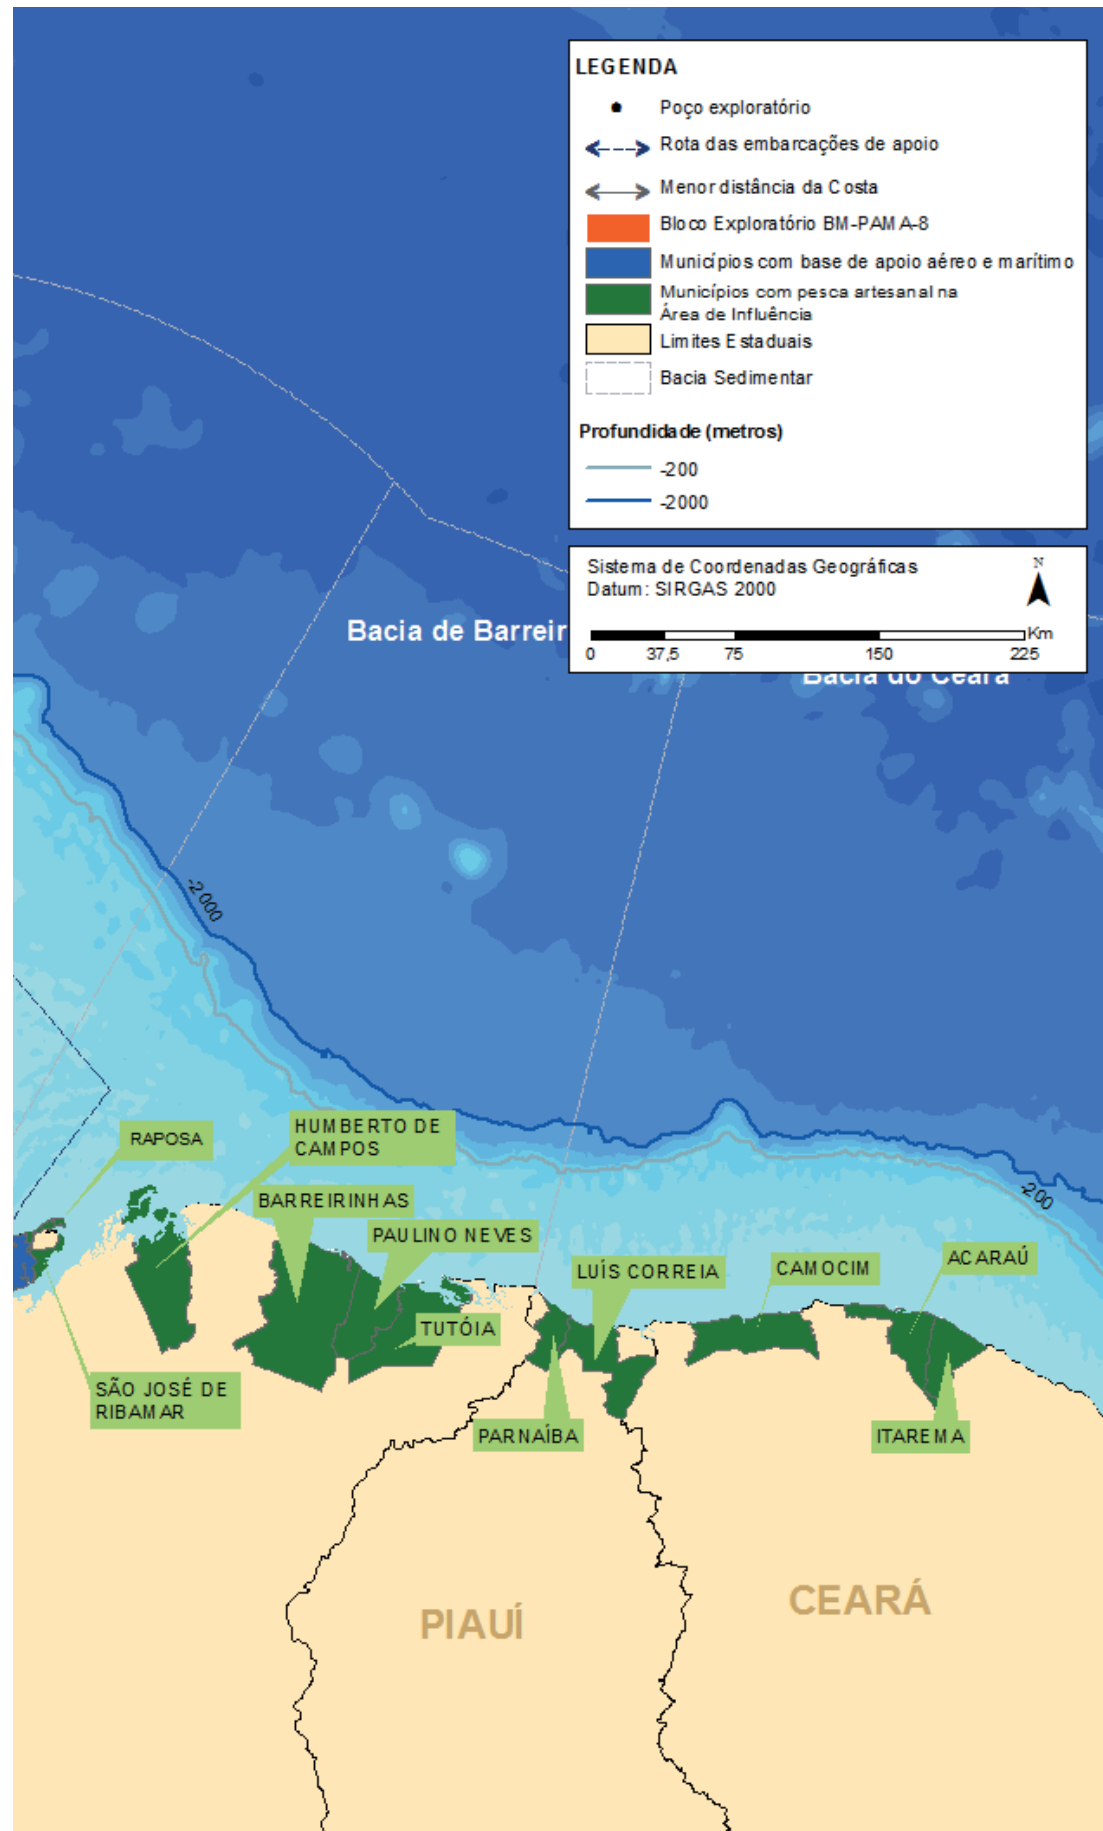 LEGENDA
Poço exploratório
Rota das embarcações de apoio
Menor distância da Costa
Bloco Exploratório BM-PAMA-8
Municípios com base de apoio aéreo e marítimo
Municípios com pesca artesanal na
Área de Influência
Limites Estaduais
Bacia Sedimentar
Profundidade (metros)
-200
-2000
Sistema de Coordenadas Geográficas
Datum: SIRGAS 2000
N
Km
0 37,5 75 150 225
Bacia de Barreir
Bacia do Ceará
-2000
-200
RAPOSA
HUMBERTO DE
CAMPOS
BARREIRINHAS
PAULINO NEVES
TUTÓIA
LUÍS CORREIA
CAMOCIM
ACARAÚ
SÃO JOSÉ DE
RIBAMAR
PARNAÍBA
ITAREMA
PIAUÍ
CEARÁ